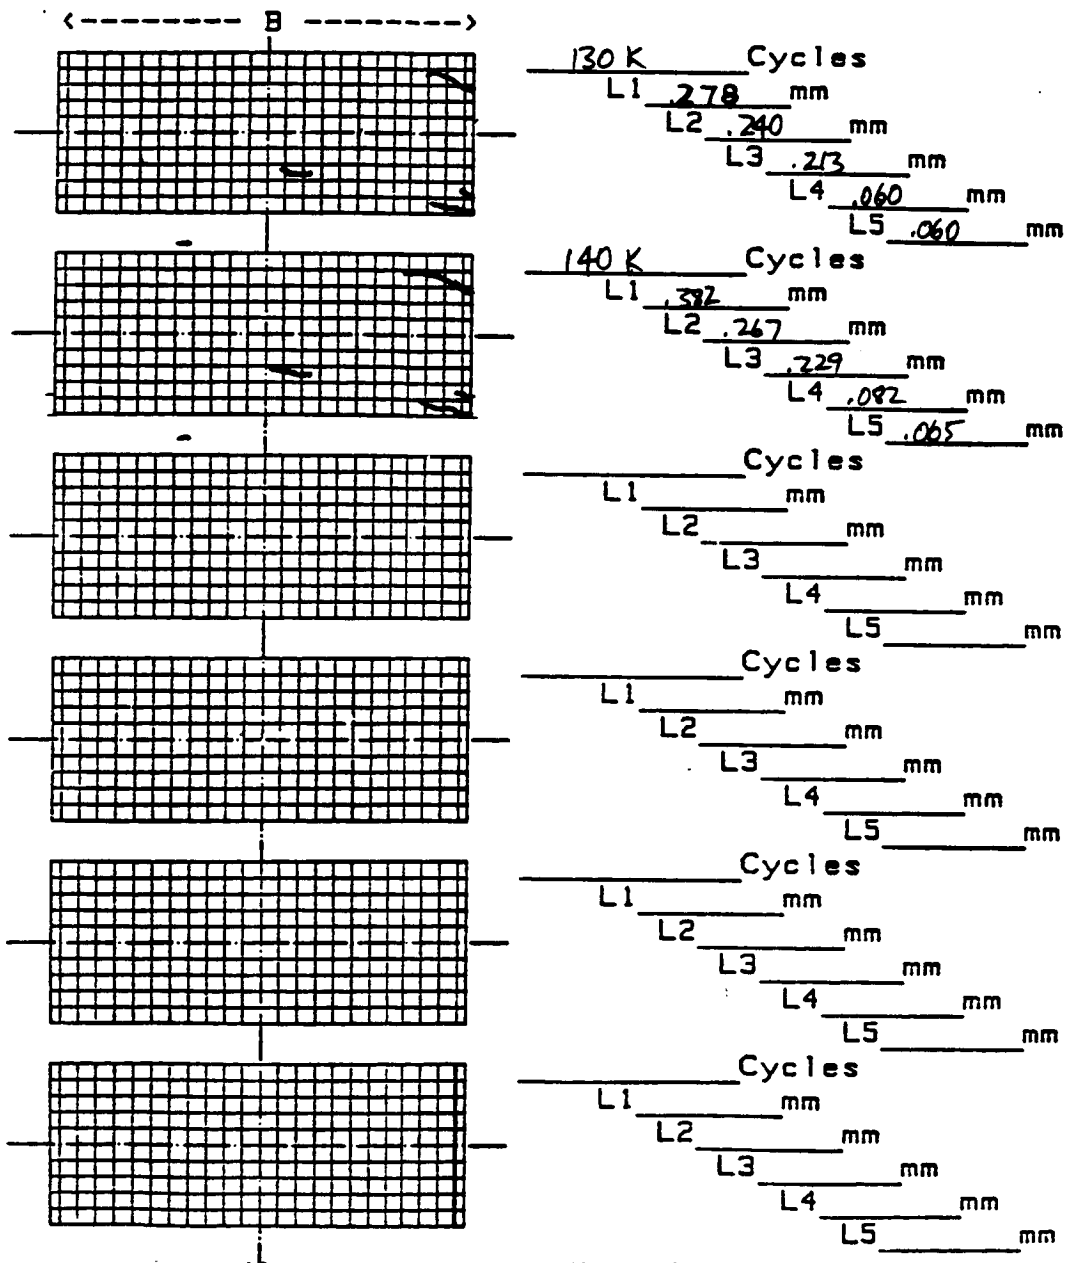 <-------- B -------->
130 K Cycles
L1 .278 mm
L2 .240 mm
L3 .213 mm
L4 .060 mm
L5 .060 mm
140 K Cycles
L1 .382 mm
L2 .267 mm
L3 .229 mm
L4 .082 mm
L5 .065 mm
Cycles
L1 mm
L2 mm
L3 mm
L4 mm
L5 mm
Cycles
L1 mm
L2 mm
L3 mm
L4 mm
L5 mm
Cycles
L1 mm
L2 mm
L3 mm
L4 mm
L5 mm
Cycles
L1 mm
L2 mm
L3 mm
L4 mm
L5 mm